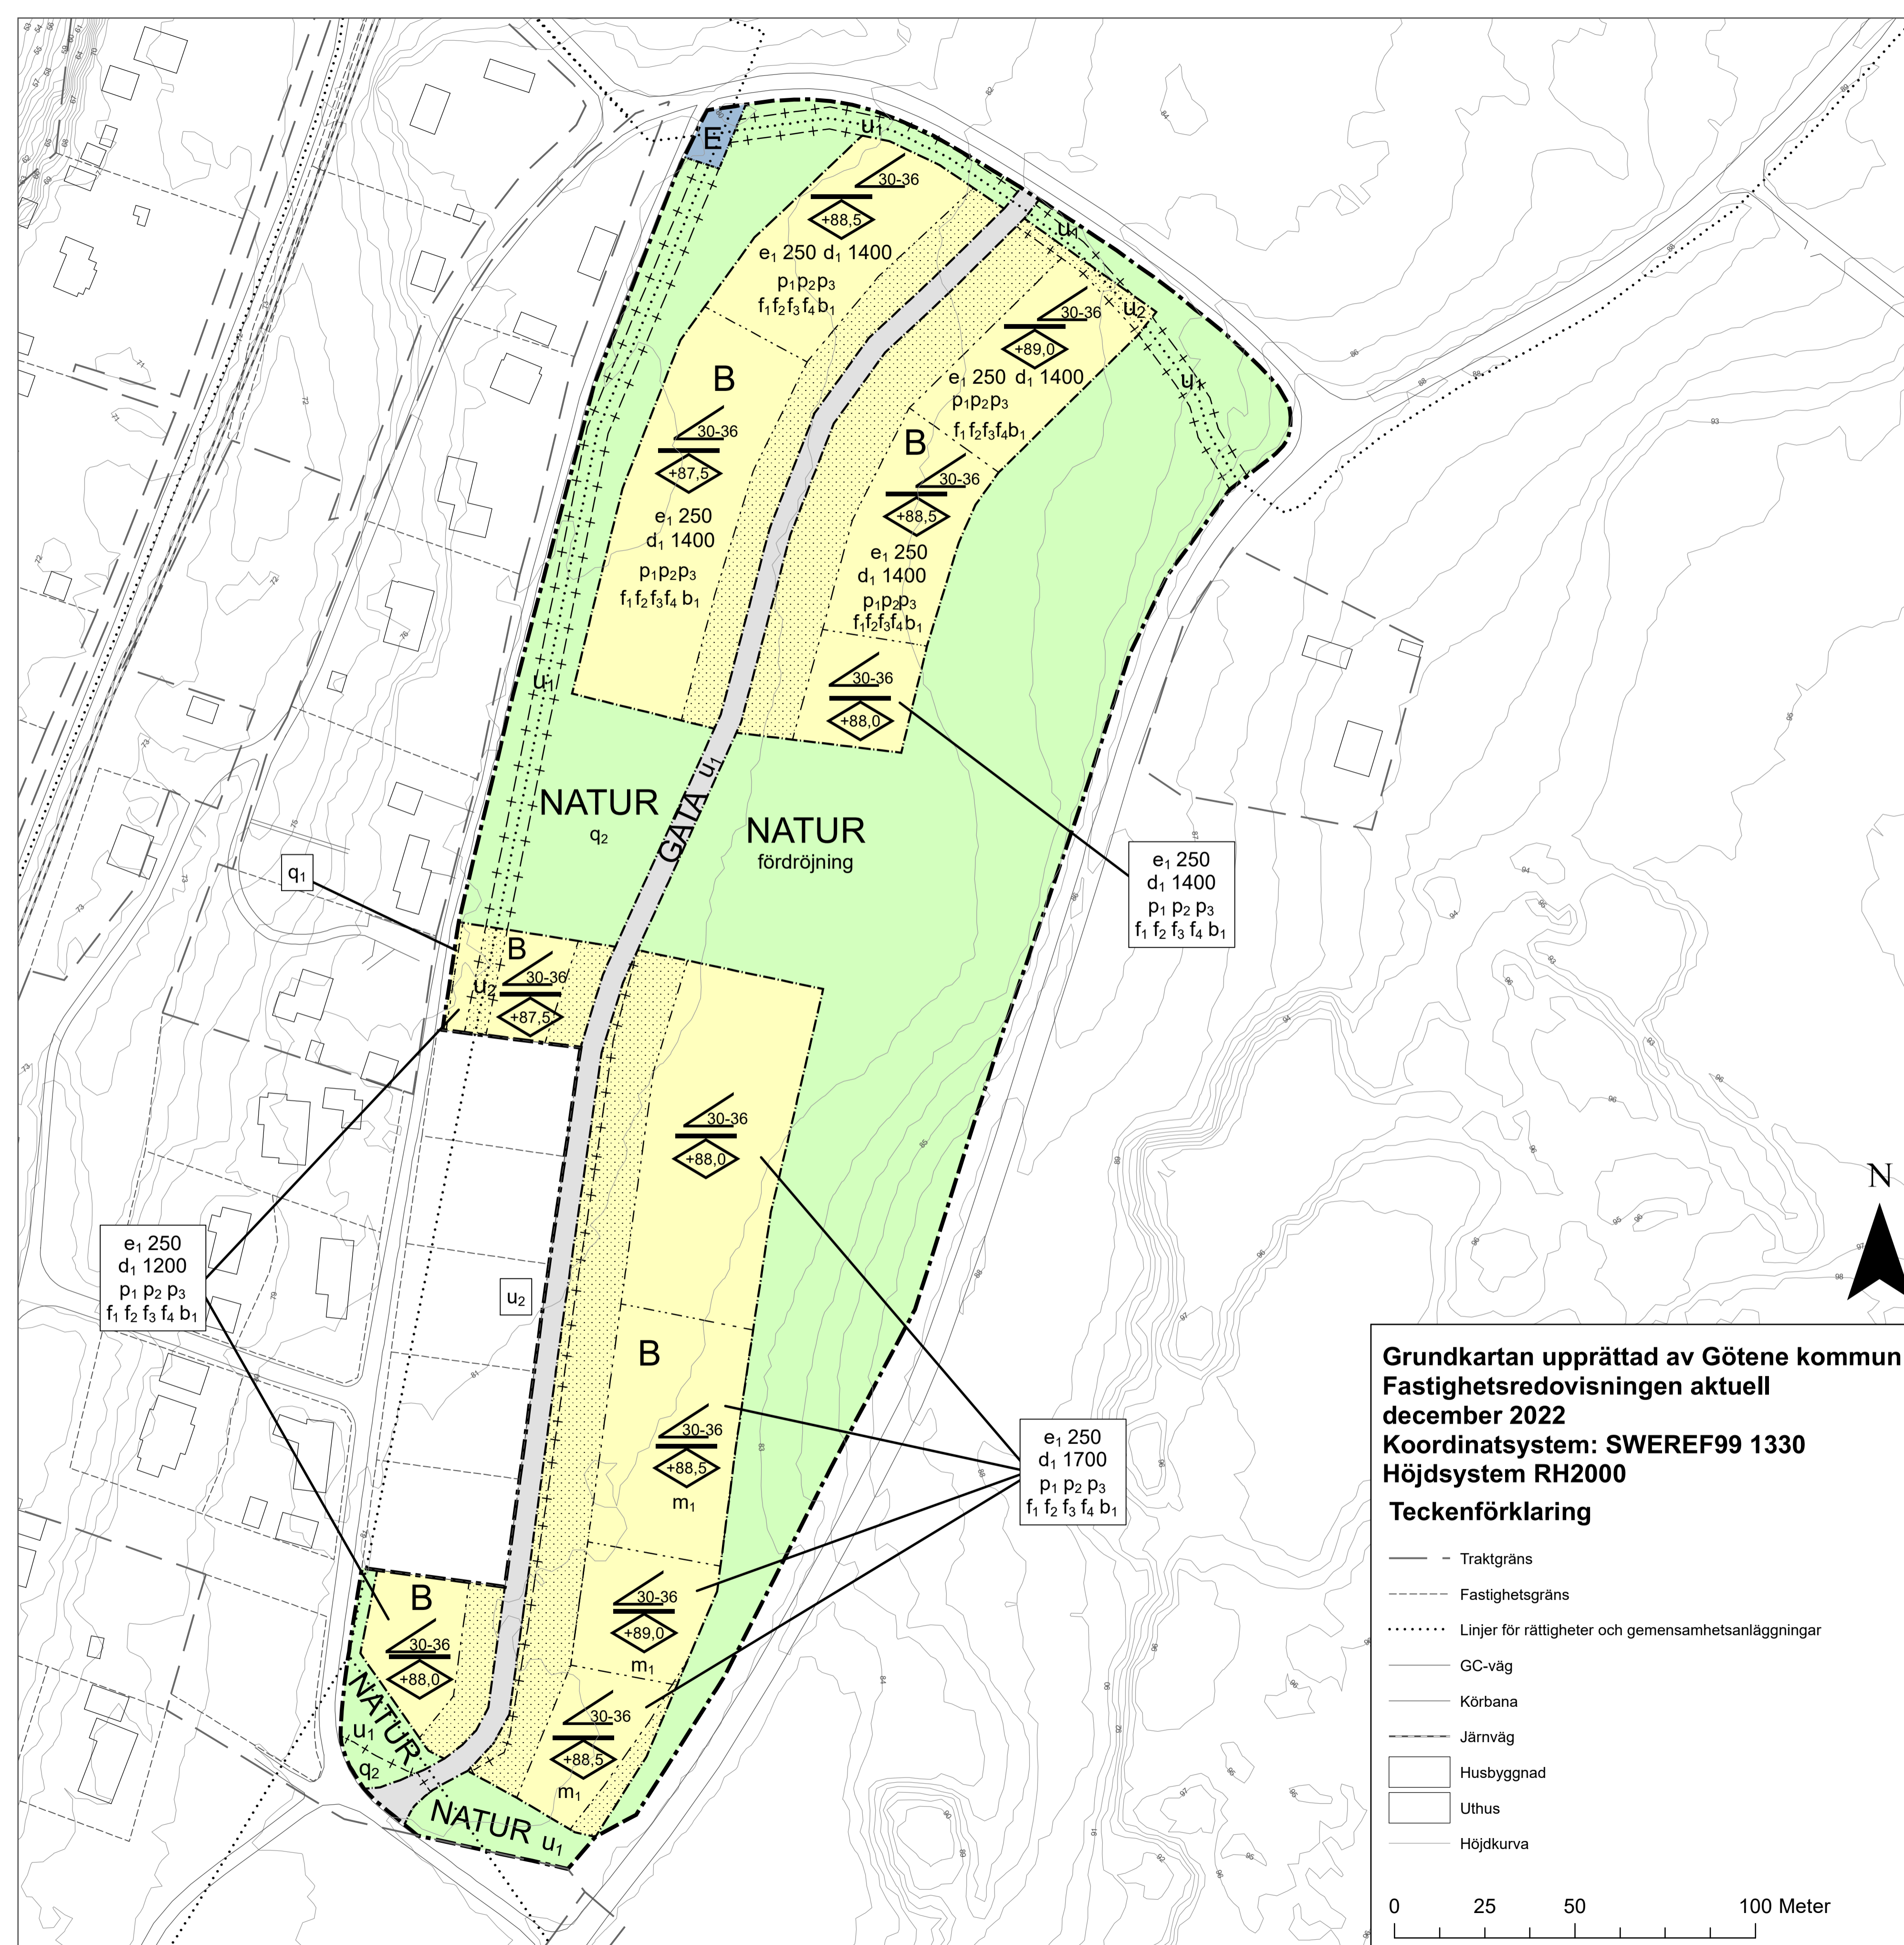 E
u1
30-36
+88,5
e1 250 d1 1400
p1p2p3
f1f2f3f4b1
u1
30-36
u2
+89,0
e1 250 d1 1400
p1p2p3
f1f2f3f4b1
u1
B
30-36
+87,5
e1 250
d1 1400
p1p2p3
f1f2f3f4 b1
B
30-36
+88,5
e1 250
d1 1400
p1p2p3
f1f2f3f4b1
u1
30-36
+88,0
NATUR
q2
GATA u1
NATUR
fördröjning
e1 250
d1 1400
p1 p2 p3
f1 f2 f3 f4 b1
q1
B
30-36
u2
+87,5
30-36
+88,0
e1 250
d1 1200
p1 p2 p3
f1 f2 f3 f4 b1
u2
B
30-36
+88,5
m1
e1 250
d1 1700
p1 p2 p3
f1 f2 f3 f4 b1
30-36
+89,0
m1
B
30-36
+88,0
30-36
+88,5
m1
NATUR
u1
q2
NATUR u1
N
Grundkartan upprättad av Götene kommun
Fastighetsredovisningen aktuell
december 2022
Koordinatsystem: SWEREF99 1330
Höjdsystem RH2000
Teckenförklaring
Traktgräns
Fastighetsgräns
Linjer för rättigheter och gemensamhetsanläggningar
GC-väg
Körbana
Järnväg
Husbyggnad
Uthus
Höjdkurva
0 25 50 100 Meter